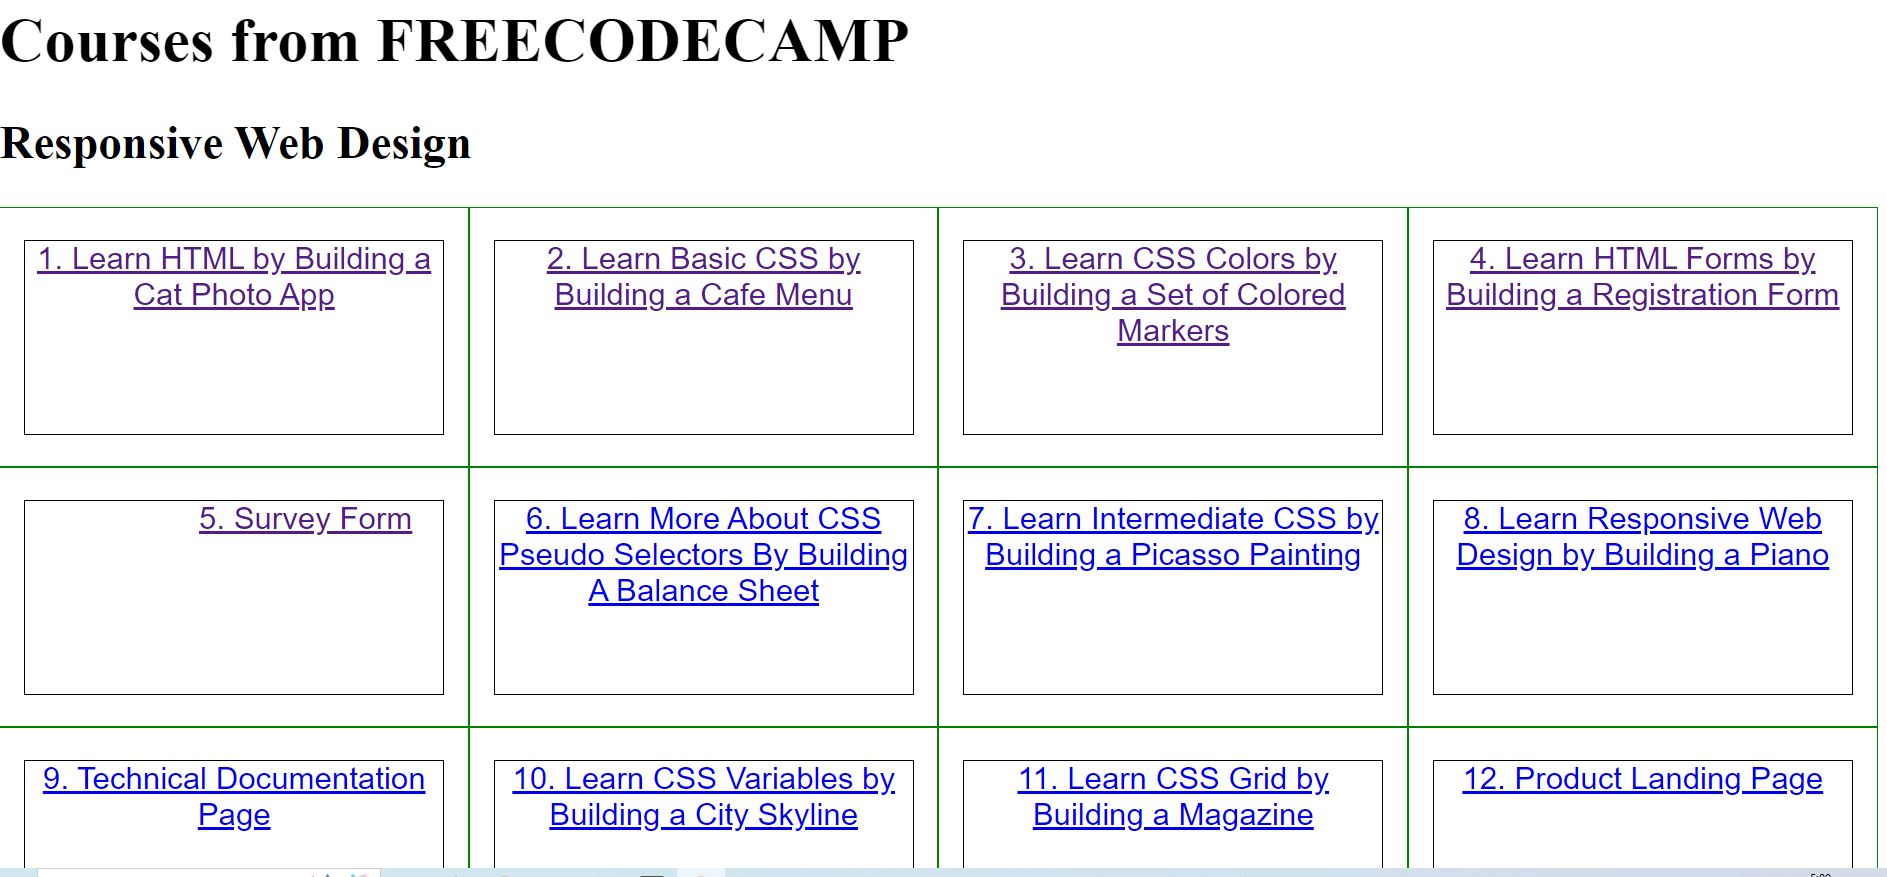 Courses from FREECODECAMP
Responsive Web Design
1. Learn HTML by Building a
Cat Photo App
2. Learn Basic CSS by
Building a Cafe Menu
3. Learn CSS Colors by
Building a Set of Colored
Markers
4. Learn HTML Forms by
Building a Registration Form
5. Survey Form
6. Learn More About CSS
Pseudo Selectors By Building
A Balance Sheet
7. Learn Intermediate CSS by
Building a Picasso Painting
8. Learn Responsive Web
Design by Building a Piano
9. Technical Documentation
Page
10. Learn CSS Variables by
Building a City Skyline
11. Learn CSS Grid by
Building a Magazine
12. Product Landing Page